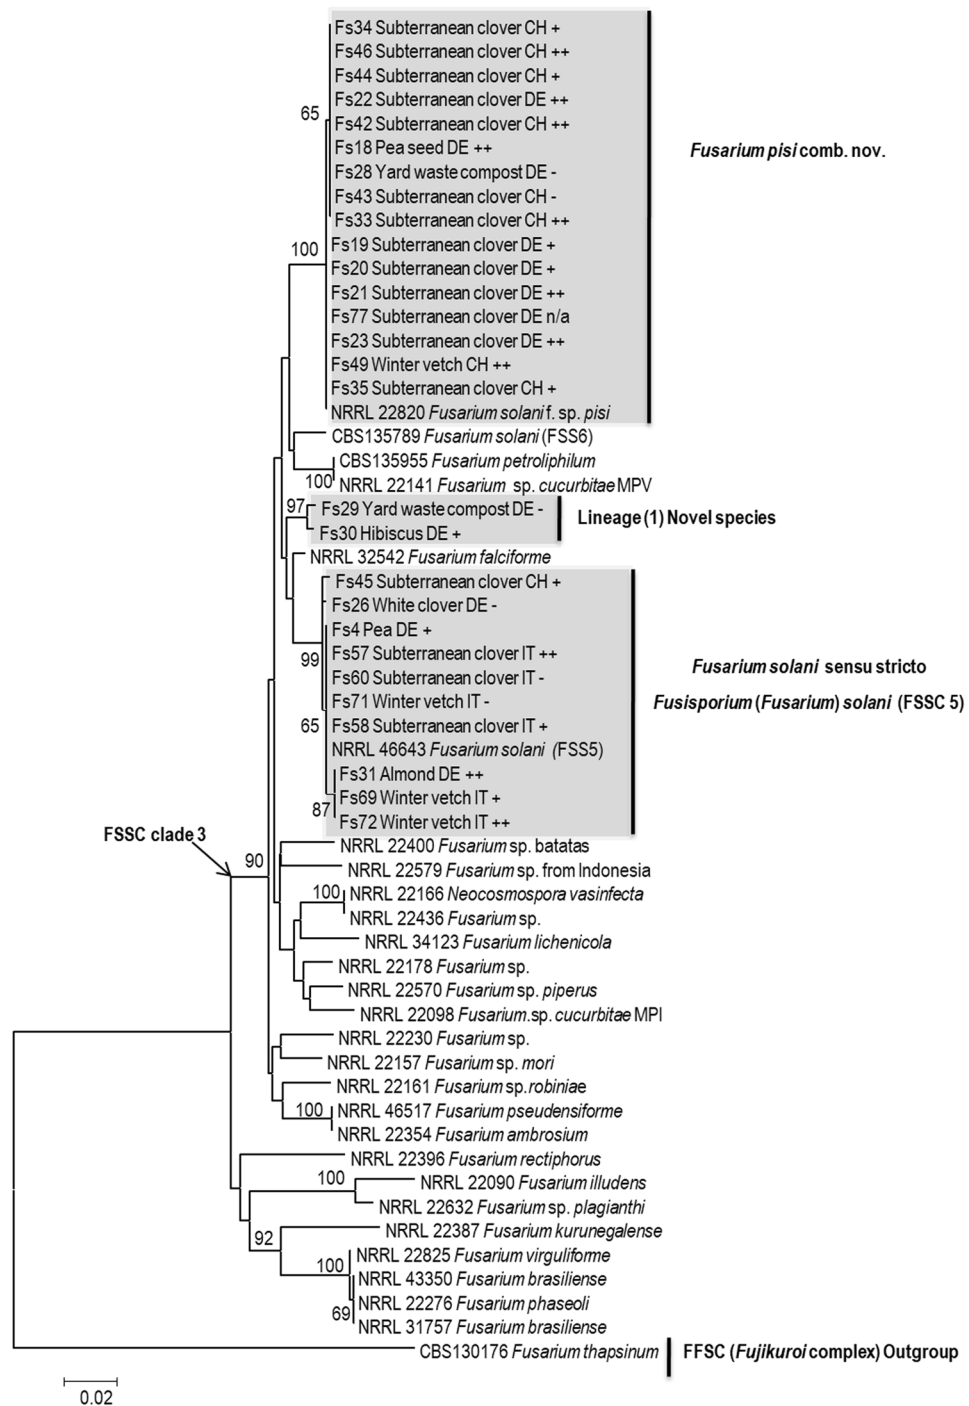 Fs34 Subterranean clover CH +
Fs46 Subterranean clover CH ++
Fs44 Subterranean clover CH +
Fs22 Subterranean clover DE ++
65
Fs42 Subterranean clover CH ++
Fs18 Pea seed DE ++
Fusarium pisi comb. nov.
Fs28 Yard waste compost DE -
Fs43 Subterranean clover CH -
Fs33 Subterranean clover CH ++
100
Fs19 Subterranean clover DE +
Fs20 Subterranean clover DE +
Fs21 Subterranean clover DE ++
Fs77 Subterranean clover DE n/a
Fs23 Subterranean clover DE ++
Fs49 Winter vetch CH ++
Fs35 Subterranean clover CH +
NRRL 22820 Fusarium solani f. sp. pisi
CBS135789 Fusarium solani (FSS6)
CBS135955 Fusarium petroliphilum
100
NRRL 22141 Fusarium sp. cucurbitae MPV
97
Fs29 Yard waste compost DE -
Lineage (1) Novel species
Fs30 Hibiscus DE +
NRRL 32542 Fusarium falciforme
Fs45 Subterranean clover CH +
Fs26 White clover DE -
Fs4 Pea DE +
99
Fs57 Subterranean clover IT ++
Fusarium solani sensu stricto
Fs60 Subterranean clover IT -
Fs71 Winter vetch IT -
Fusisporium (Fusarium) solani (FSSC 5)
65
Fs58 Subterranean clover IT +
NRRL 46643 Fusarium solani (FSS5)
Fs31 Almond DE ++
87
Fs69 Winter vetch IT +
Fs72 Winter vetch IT ++
FSSC clade 3
NRRL 22400 Fusarium sp. batatas
90
NRRL 22579 Fusarium sp. from Indonesia
100
NRRL 22166 Neocosmospora vasinfecta
NRRL 22436 Fusarium sp.
NRRL 34123 Fusarium lichenicola
NRRL 22178 Fusarium sp.
NRRL 22570 Fusarium sp. piperus
NRRL 22098 Fusarium.sp. cucurbitae MPI
NRRL 22230 Fusarium sp.
NRRL 22157 Fusarium sp. mori
NRRL 22161 Fusarium sp. robiniae
100
NRRL 46517 Fusarium pseudensiforme
NRRL 22354 Fusarium ambrosium
NRRL 22396 Fusarium rectiphorus
100
NRRL 22090 Fusarium illudens
NRRL 22632 Fusarium sp. plagianthi
92
NRRL 22387 Fusarium kurunegalense
NRRL 22825 Fusarium virguliforme
100
NRRL 43350 Fusarium brasiliense
NRRL 22276 Fusarium phaseoli
69
NRRL 31757 Fusarium brasiliense
CBS130176 Fusarium thapsinum
FFSC (Fujikuroi complex) Outgroup
0.02